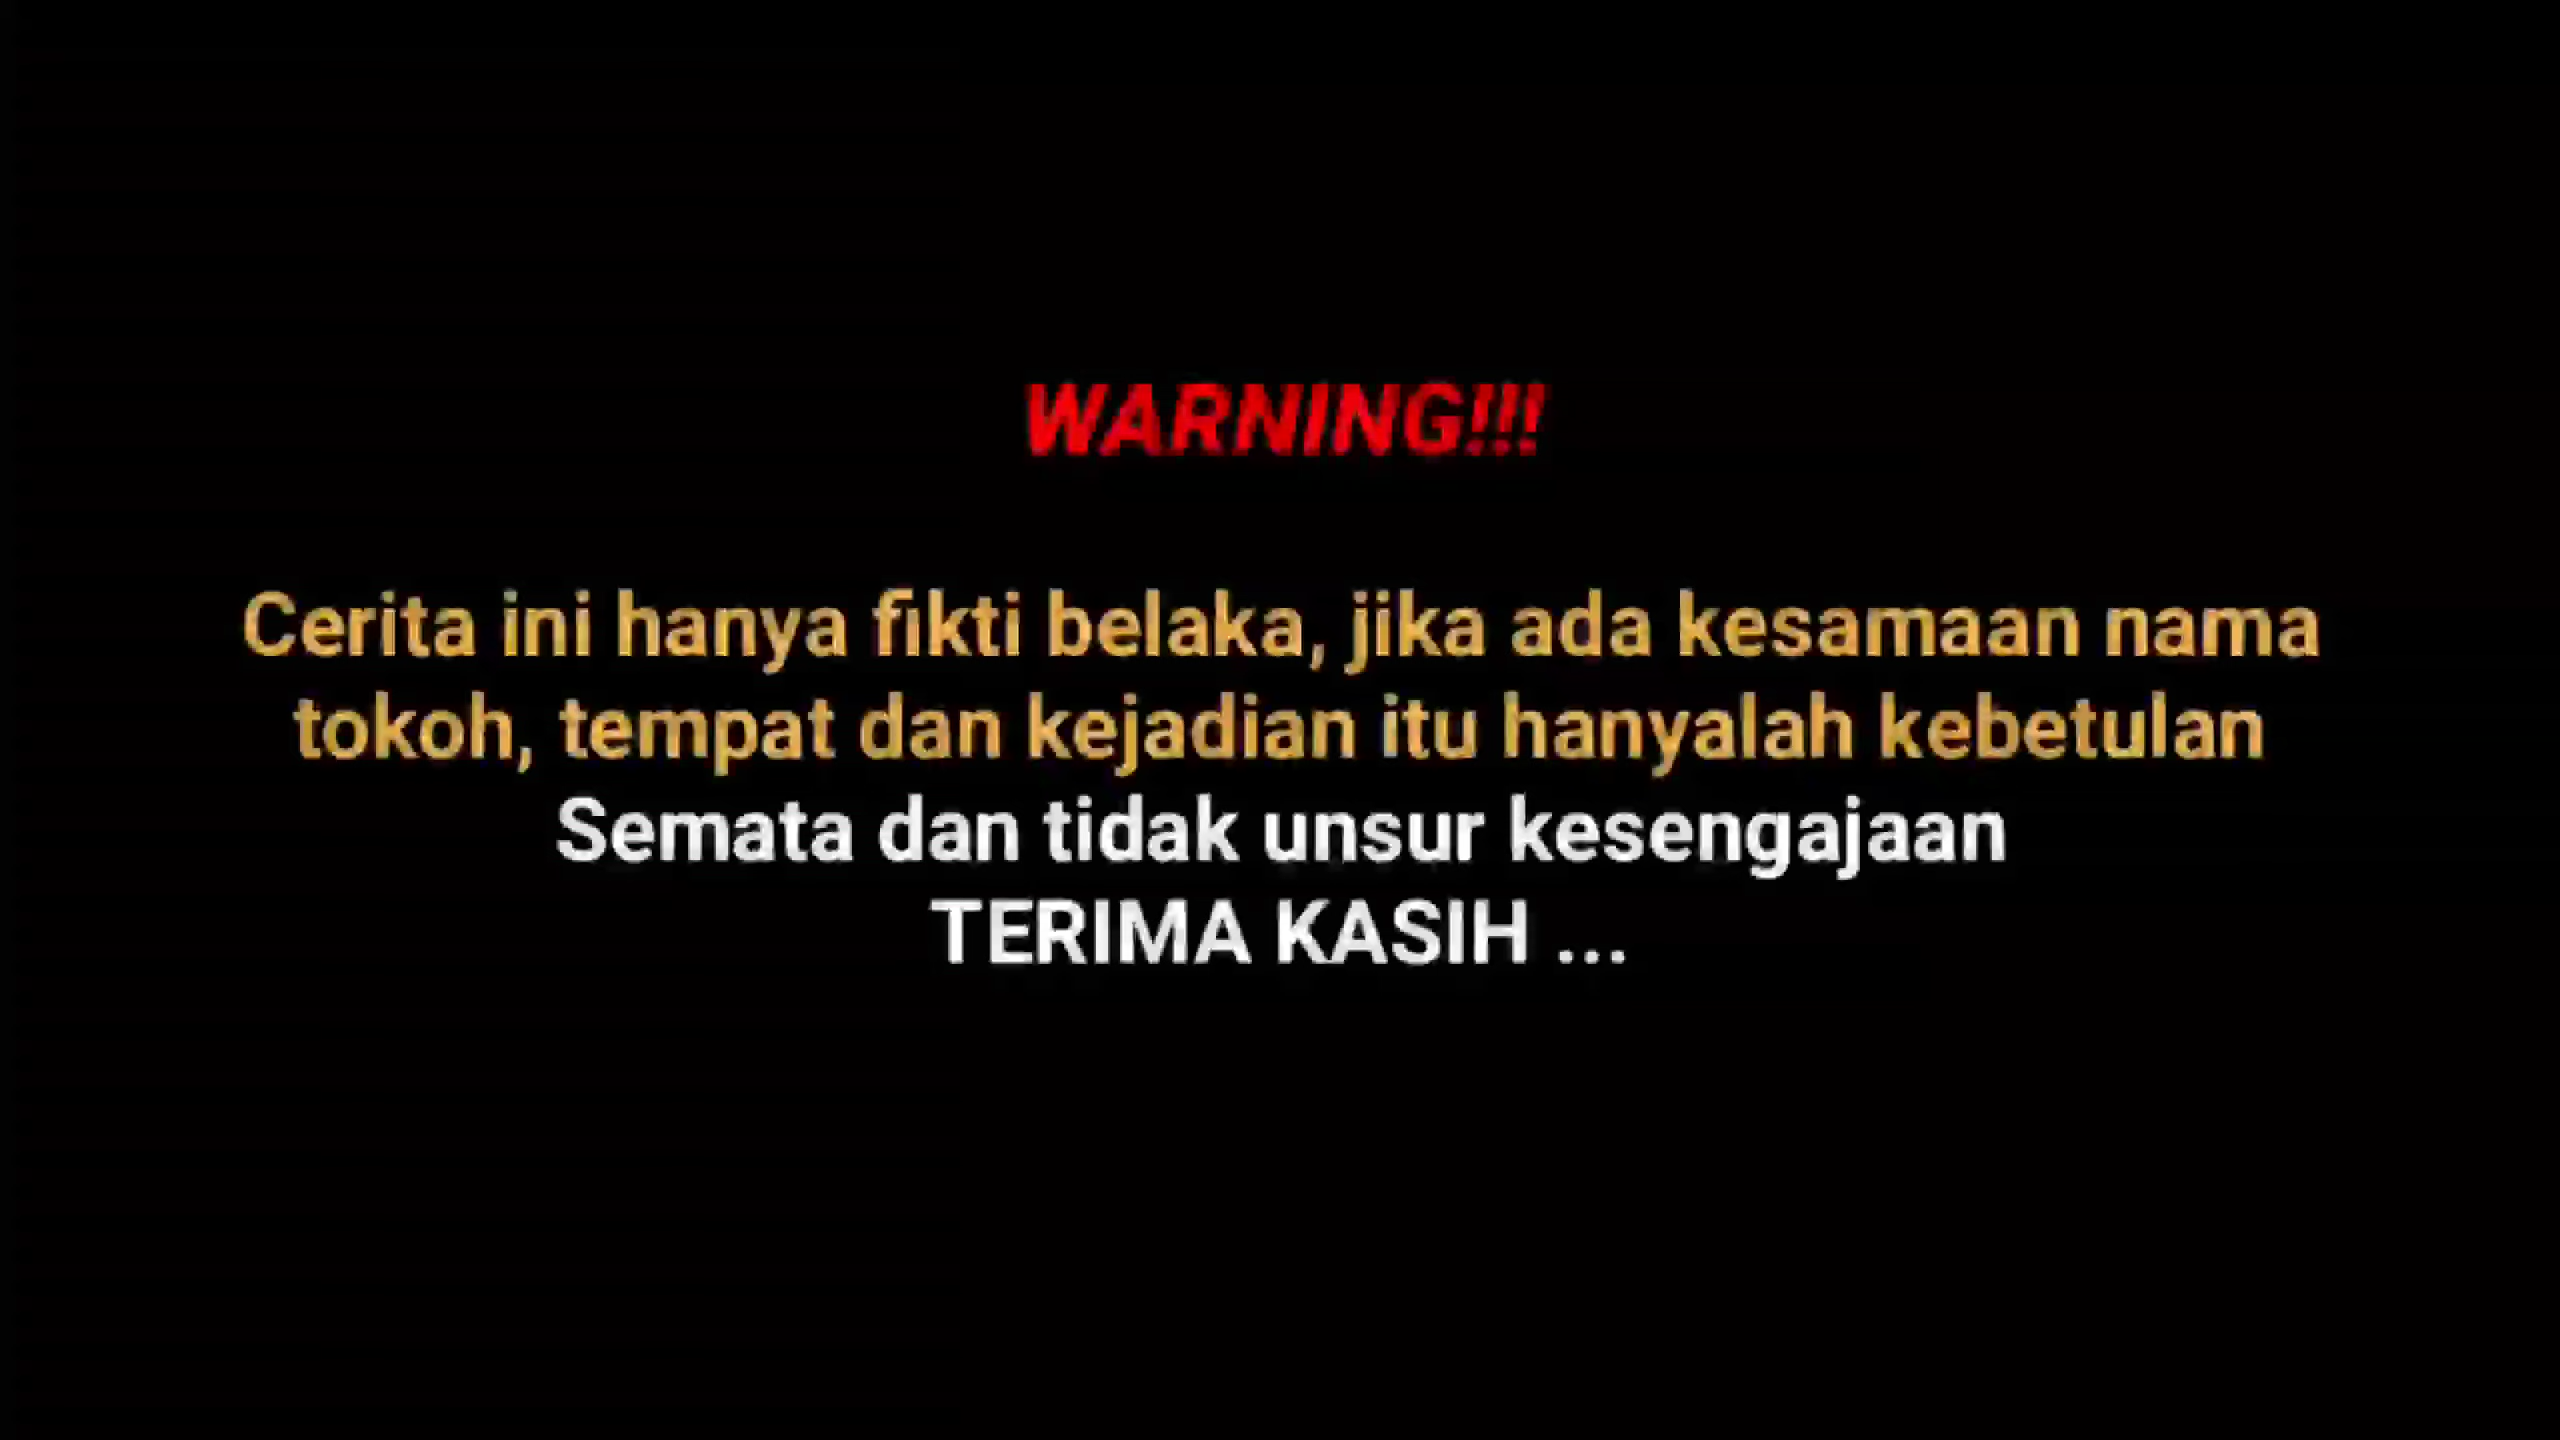 WARNING!!!
Cerita ini hanya fikti belaka, jika ada kesamaan nama
tokoh, tempat dan kejadian itu hanyalah kebetulan
Semata dan tidak unsur kesengajaan
TERIMA KASIH ...